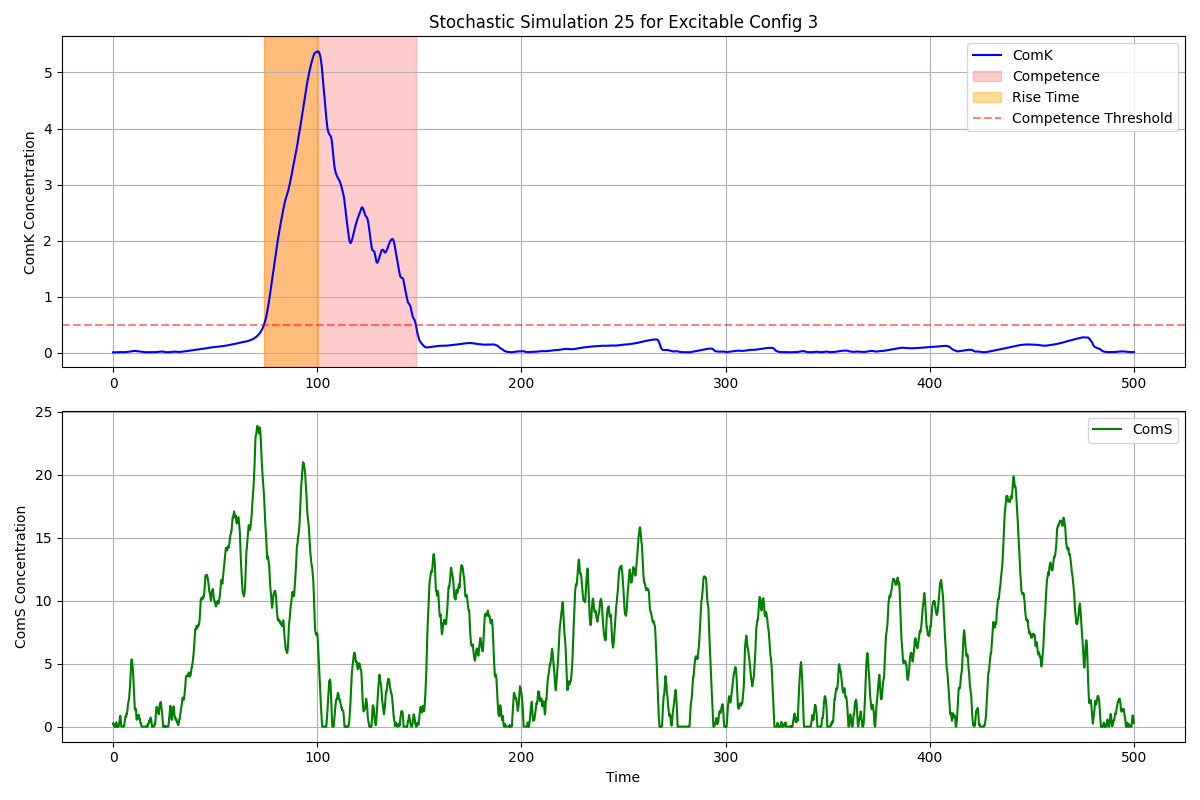 Stochastic Simulation 25 for Excitable Config 3
ComK Concentration
5
4
3
2
1
0
ComK
Competence
Rise Time
Competence Threshold
0
100
200
300
400
500
ComS Concentration
25
20
15
10
5
0
ComS
0
100
200
300
400
500
Time